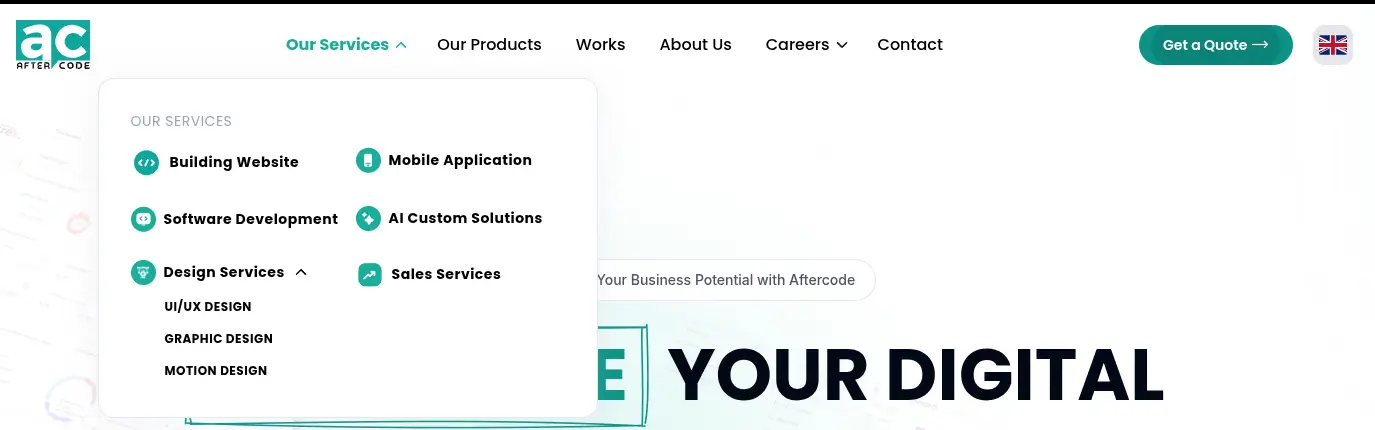 ac
AFTER CODE
Our Services
Our Products
Works
About Us
Careers
Contact
Get a Quote
OUR SERVICES
Building Website
Mobile Application
Software Development
AI Custom Solutions
Design Services
Sales Services
UI/UX DESIGN
GRAPHIC DESIGN
MOTION DESIGN
Your Business Potential with Aftercode
E YOUR DIGITAL